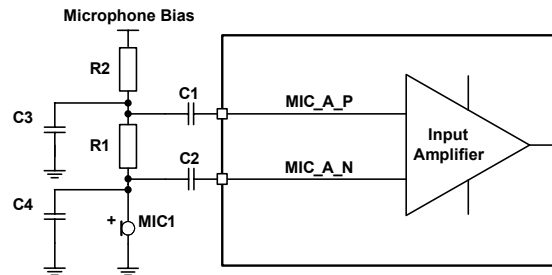 Microphone Bias
R2
C1
MIC_A_P
C3
R1
Input
Amplifier
C2
MIC_A_N
C4
+
MIC1